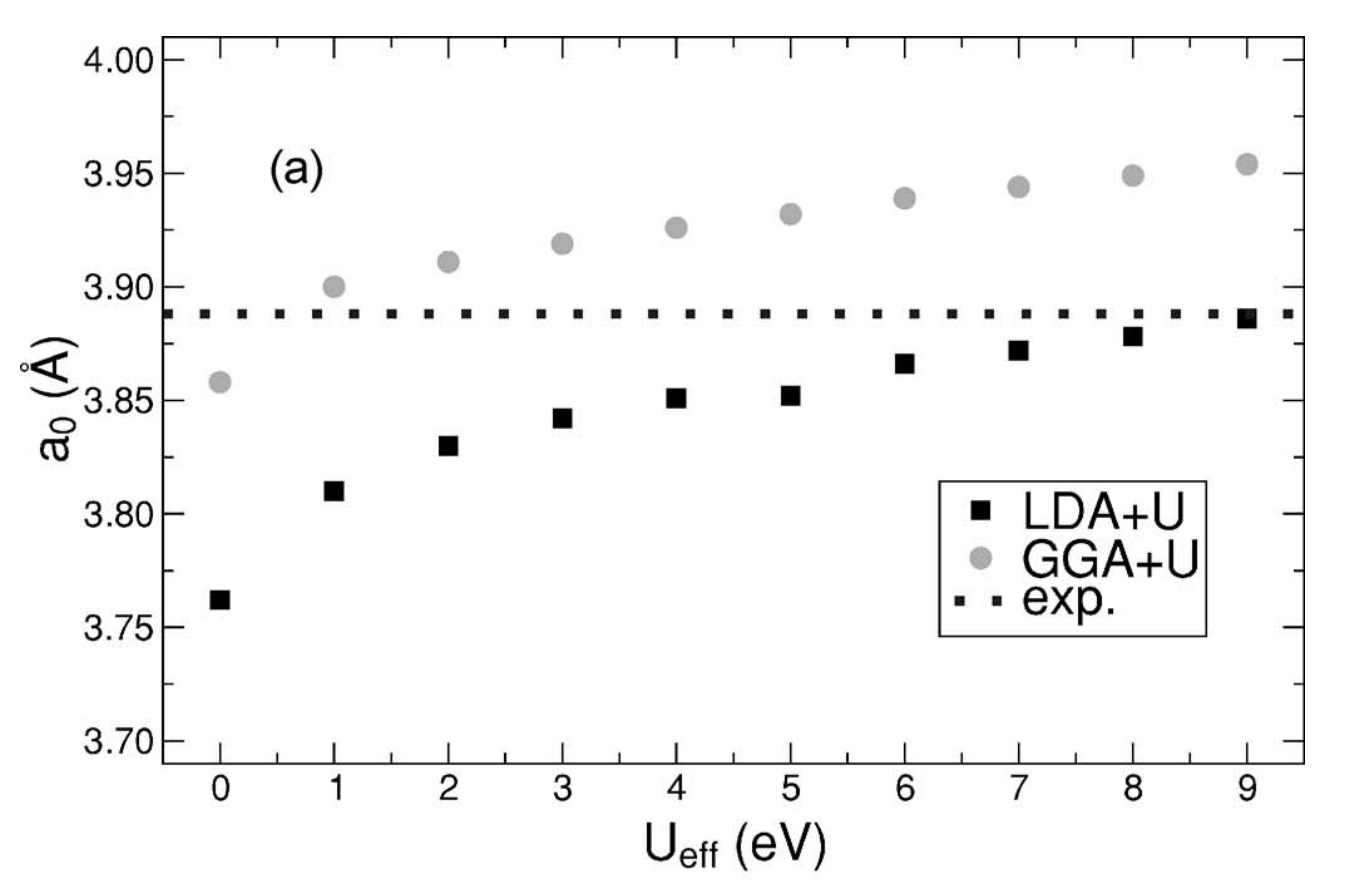 4.00
3.95
(a)
3.90
3.85
3.80
3.75
3.70
a0 (Å)
LDA+U
GGA+U
exp.
0 1 2 3 4 5 6 7 8 9
Ueff (eV)